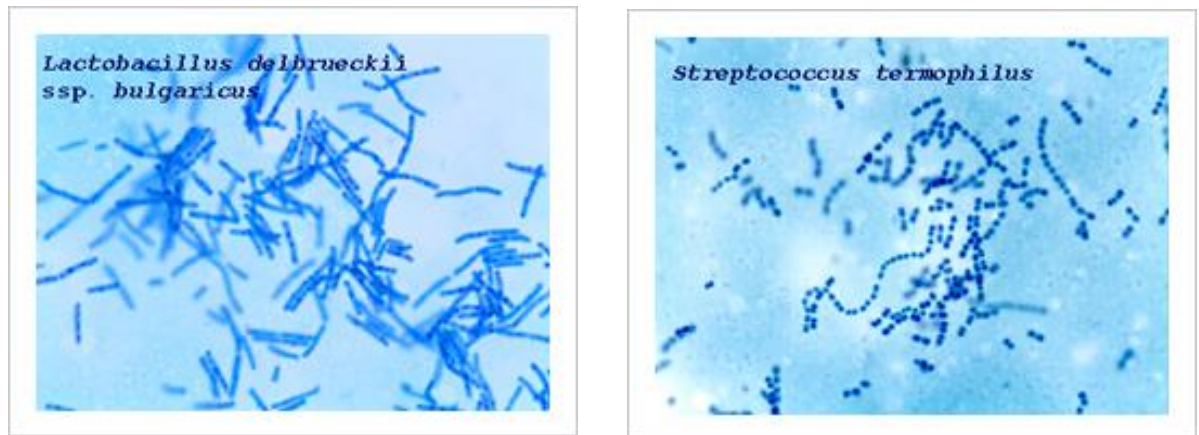 Lactobacillus delbrueckii
ssp. bulgaricus
Streptococcus termophilus